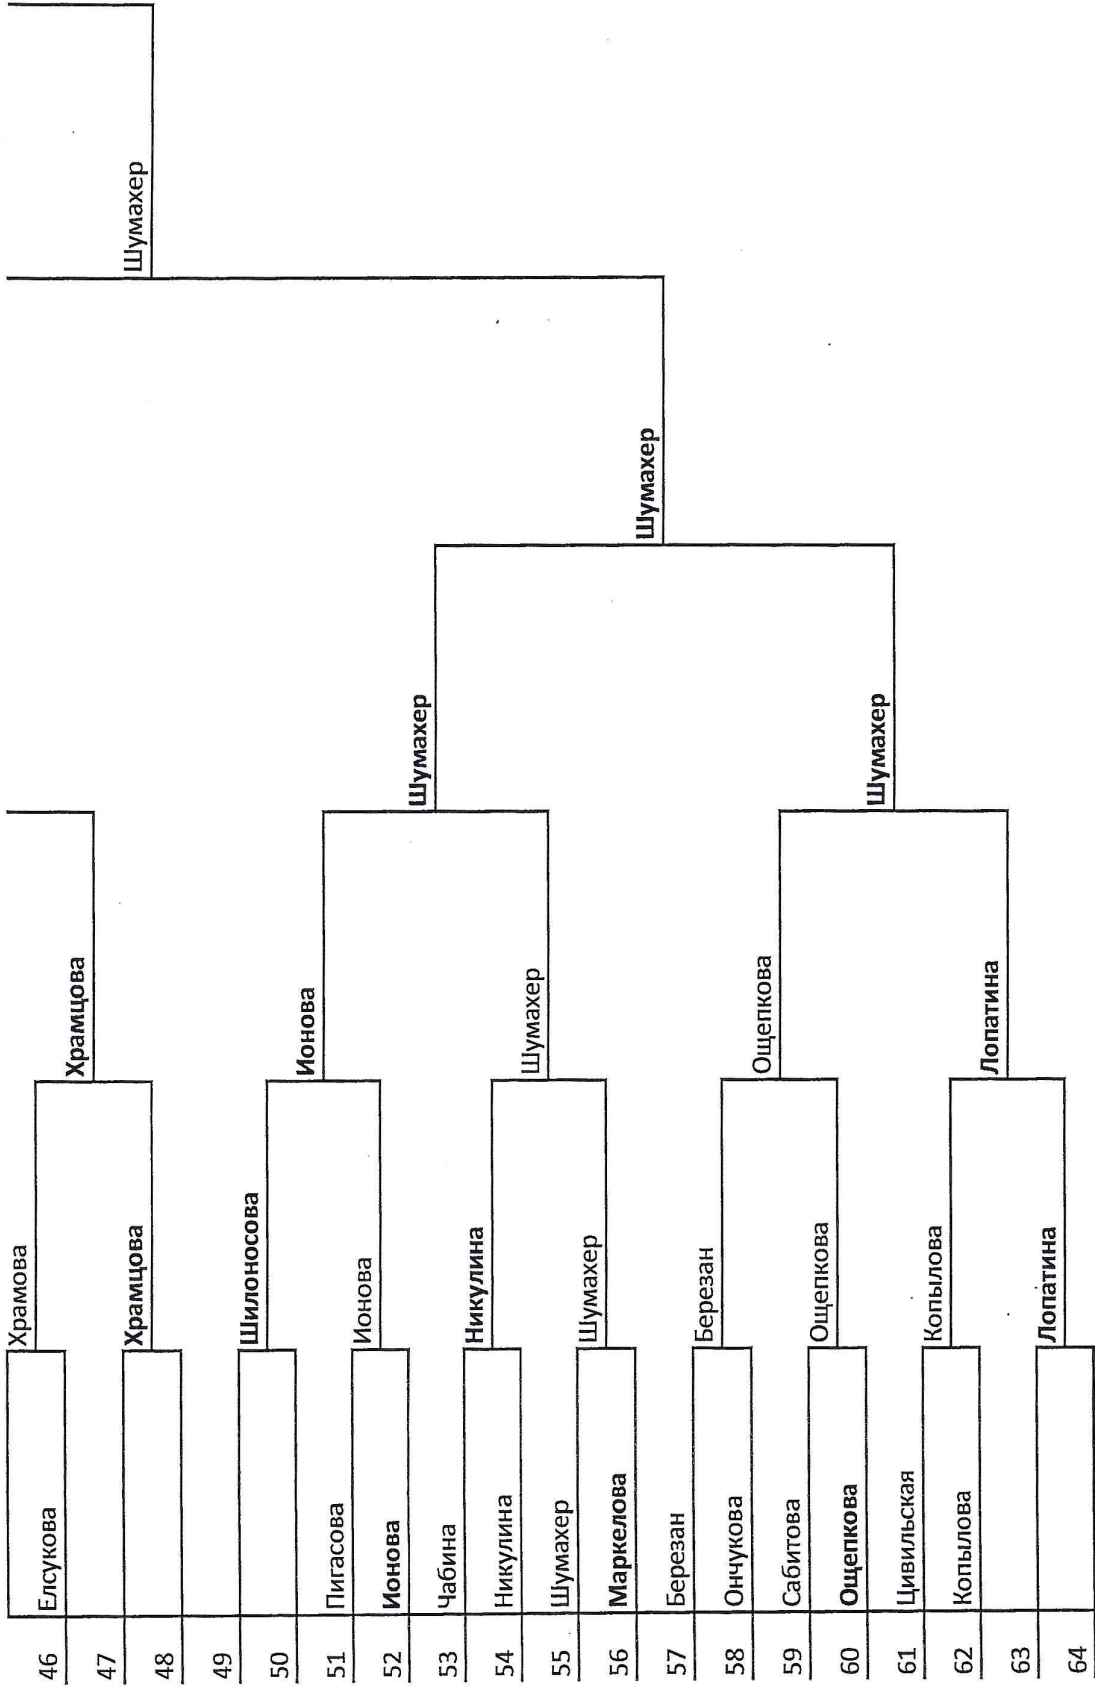 46 Елсукова
47
48
49
50
51 Пигасова
52 Ионова
53 Чабина
54 Никулина
55 Шумахер
56 Маркелова
57 Березан
58 Ончукова
59 Сабитова
60 Ощепкова
61 Цивильская
62 Копылова
63
64
Храмова
Храмцова
Шилоносова
Ионова
Никулина
Шумахер
Березан
Ощепкова
Копылова
Лопатина
Храмцова
Ионова
Шумахер
Ощепкова
Лопатина
Шумахер
Шумахер
Шумахер
Шумахер